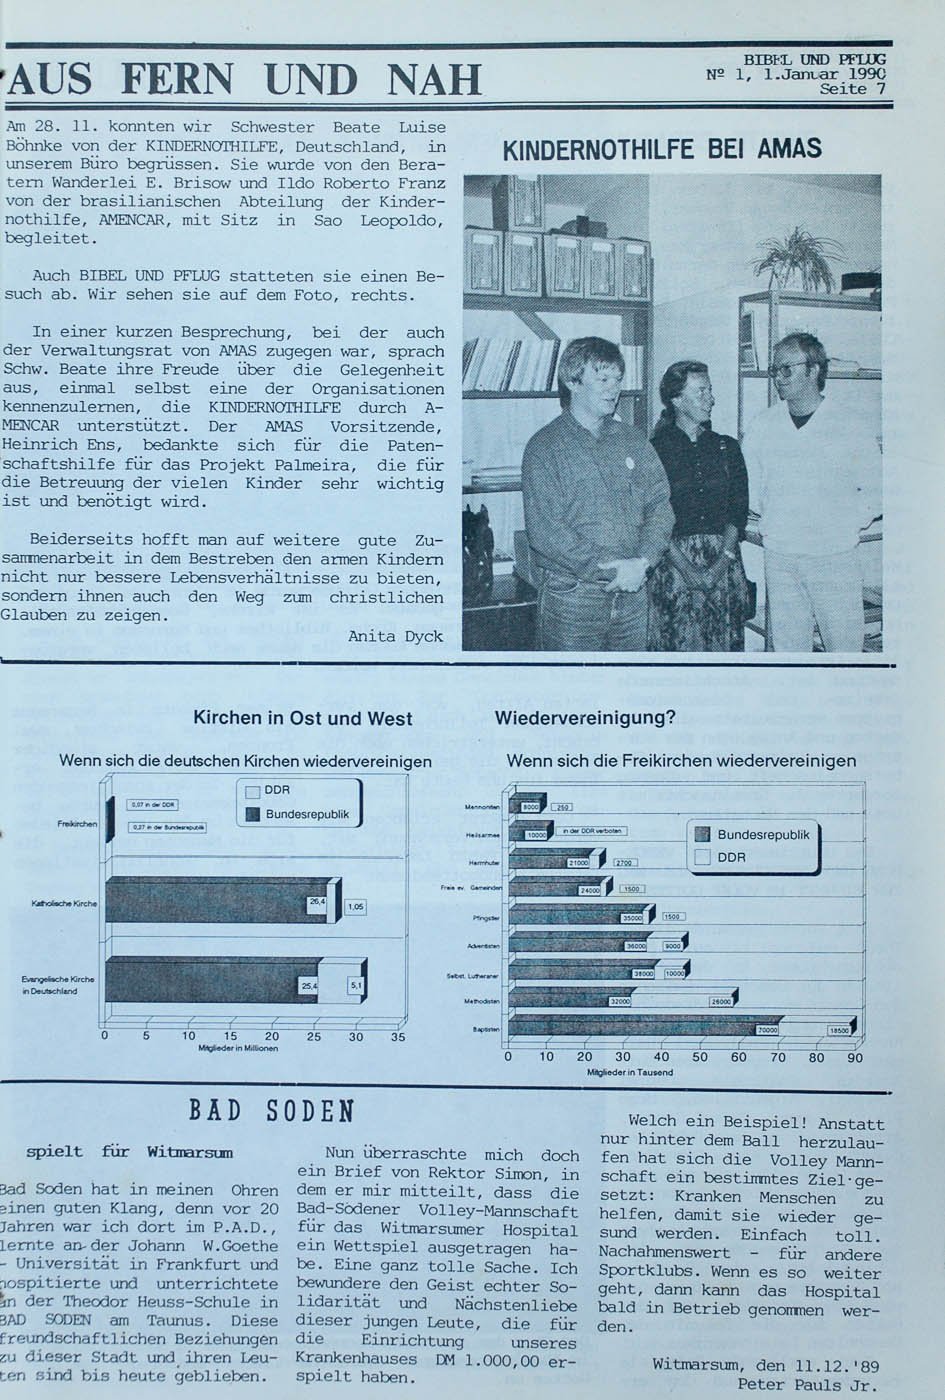 AUS FERN UND NAH
BIBEL UND PFLUG
Nº 1, 1.Januar 1990
Seite 7
Am 28. 11. konnten wir Schwester Beate Luise
Böhnke von der KINDERNOTHILFE, Deutschland, in
unserem Büro begrüssen. Sie wurde von den Bera-
tern Wanderlei E. Brisow und Ildo Roberto Franz
von der brasilianischen Abteilung der Kinder-
nothilfe, AMENCAR, mit Sitz in Sao Leopoldo,
begleitet.
Auch BIBEL UND PFLUG statteten sie einen Be-
such ab. Wir sehen sie auf dem Foto, rechts.
In einer kurzen Besprechung, bei der auch
der Verwaltungsrat von AMAS zugegen war, sprach
Schw. Beate ihre Freude über die Gelegenheit
aus, einmal selbst eine der Organisationen
kennenzulernen, die KINDERNOTHILFE durch A-
MENCAR unterstützt. Der AMAS Vorsitzende,
Heinrich Ens, bedankte sich für die Paten-
schaftshilfe für das Projekt Palmeira, die für
die Betreuung der vielen Kinder sehr wichtig
ist und benötigt wird.
Beiderseits hofft man auf weitere gute Zu-
sammenarbeit in dem Bestreben den armen Kindern
nicht nur bessere Lebensverhältnisse zu bieten,
sondern ihnen auch den Weg zum christlichen
Glauben zu zeigen.
Anita Dyck
KINDERNOTHILFE BEI AMAS
Kirchen in Ost und West
Wenn sich die deutschen Kirchen wiedervereinigen
DDR
Bundesrepublik
Freikirchen
0,07 in der DDR
0,27 in der Bundesrepublik
Katholische Kirche
26,4
1,05
Evangelische Kirche
in Deutschland
25,4
5,1
0 5 10 15 20 25 30 35
Mitglieder in Millionen
Wiedervereinigung?
Wenn sich die Freikirchen wiedervereinigen
Bundesrepublik
DDR
Mennoniten 8000 250
Heilsarmee 10000 in der DDR verboten
Herrnhuter 21000 2700
Freie ev. Gemeinden 24000 1500
Pfingstler 35000 1500
Adventisten 36000 9000
Selbst. Lutheraner 38000 10000
Methodisten 32000 28000
Baptisten 70000 18500
0 10 20 30 40 50 60 70 80 90
Mitglieder in Tausend
BAD SODEN
spielt für Witmarsum
Bad Soden hat in meinen Ohren
einen guten Klang, denn vor 20
Jahren war ich dort im P.A.D.,
lernte an der Johann W.Goethe
- Universität in Frankfurt und
hospitierte und unterrichtete
an der Theodor Heuss-Schule in
BAD SODEN am Taunus. Diese
freundschaftlichen Beziehungen
zu dieser Stadt und ihren Leu-
ten sind bis heute geblieben.
Nun überraschte mich doch
ein Brief von Rektor Simon, in
dem er mir mitteilt, dass die
Bad-Sodener Volley-Mannschaft
für das Witmarsumer Hospital
ein Wettspiel ausgetragen ha-
be. Eine ganz tolle Sache. Ich
bewundere den Geist echter So-
lidarität und Nächstenliebe
dieser jungen Leute, die für
die Einrichtung unseres
Krankenhauses DM 1.000,00 er-
spielt haben.
Welch ein Beispiel! Anstatt
nur hinter dem Ball herzulau-
fen hat sich die Volley Mann-
schaft ein bestimmtes Ziel ge-
setzt: Kranken Menschen zu
helfen, damit sie wieder ge-
sund werden. Einfach toll.
Nachahmenswert - für andere
Sportklubs. Wenn es so weiter
geht, dann kann das Hospital
bald in Betrieb genommen wer-
den.
Witmarsum, den 11.12.'89
Peter Pauls Jr.